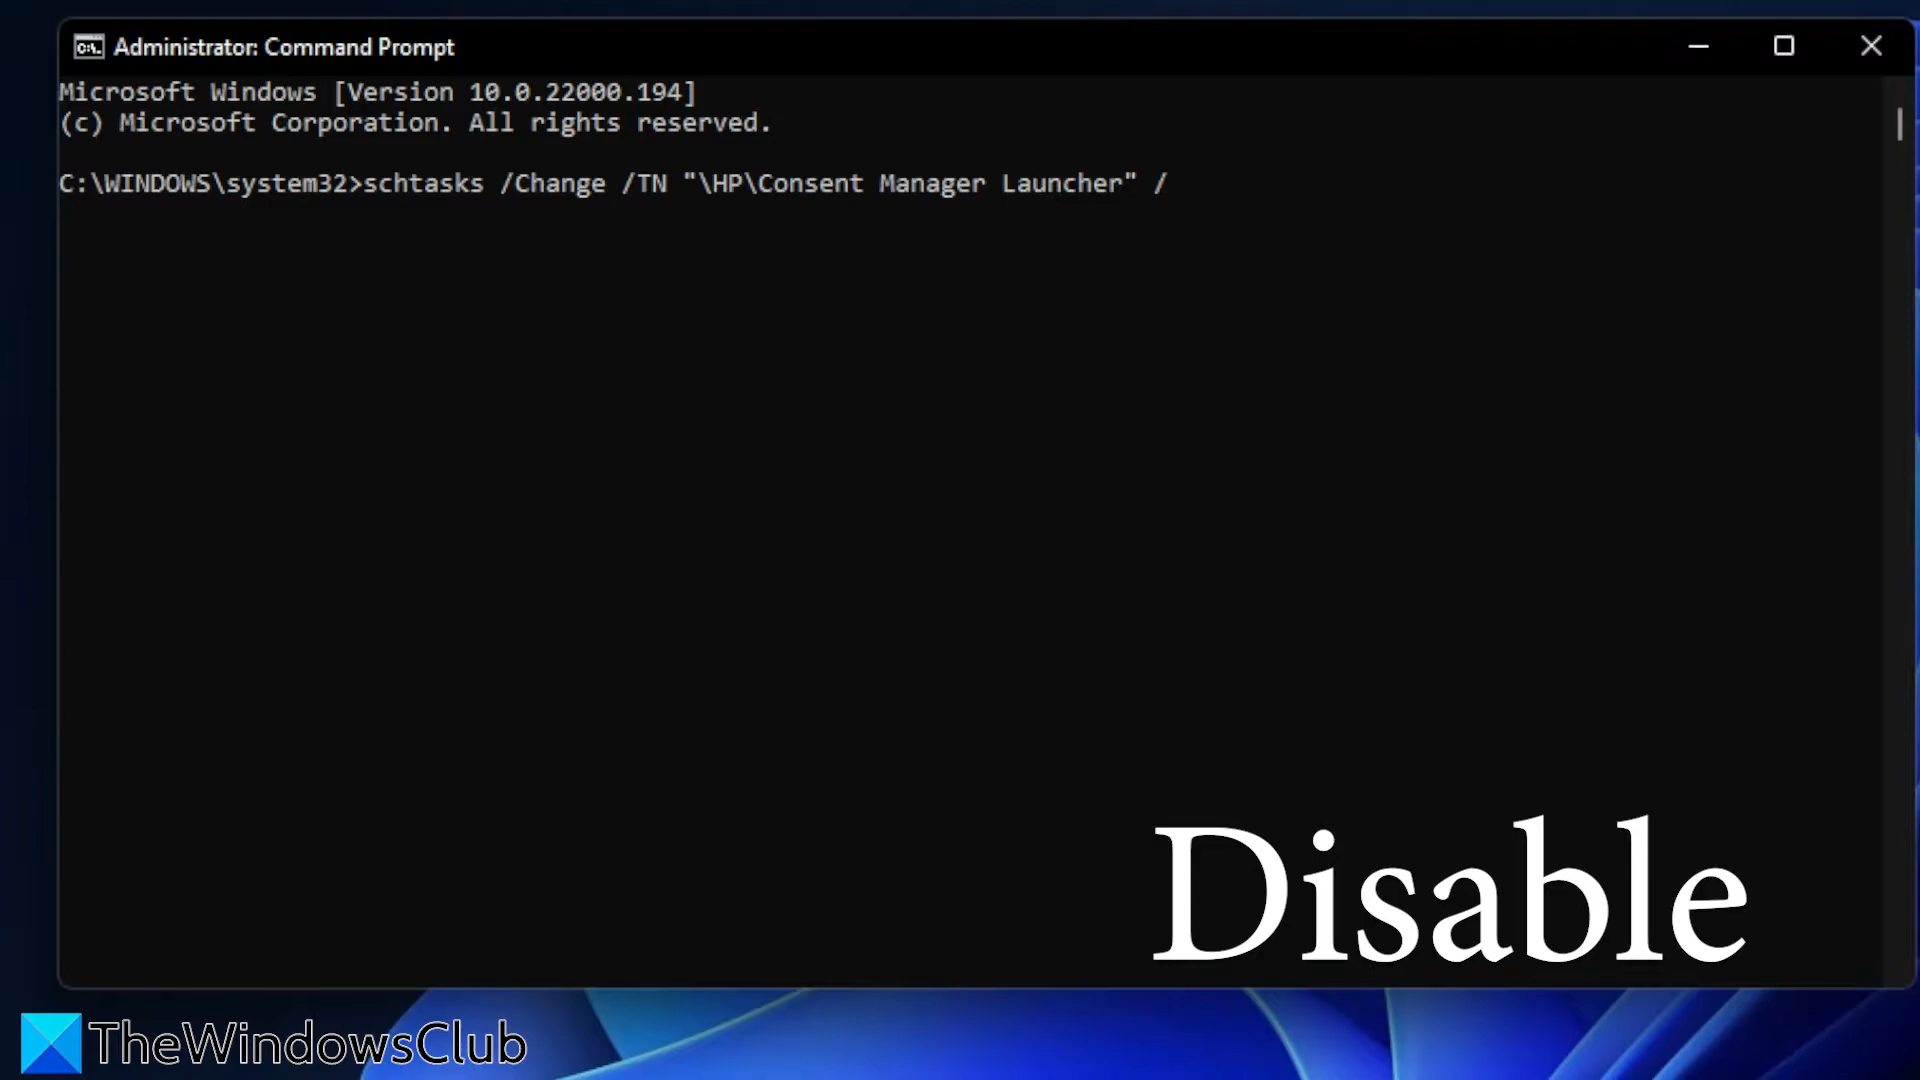 Administrator: Command Prompt
Microsoft Windows [Version 10.0.22000.194]
(c) Microsoft Corporation. All rights reserved.
C:\WINDOWS\system32>schtasks /Change /TN "\HP\Consent Manager Launcher" /
Disable
TheWindowsClub